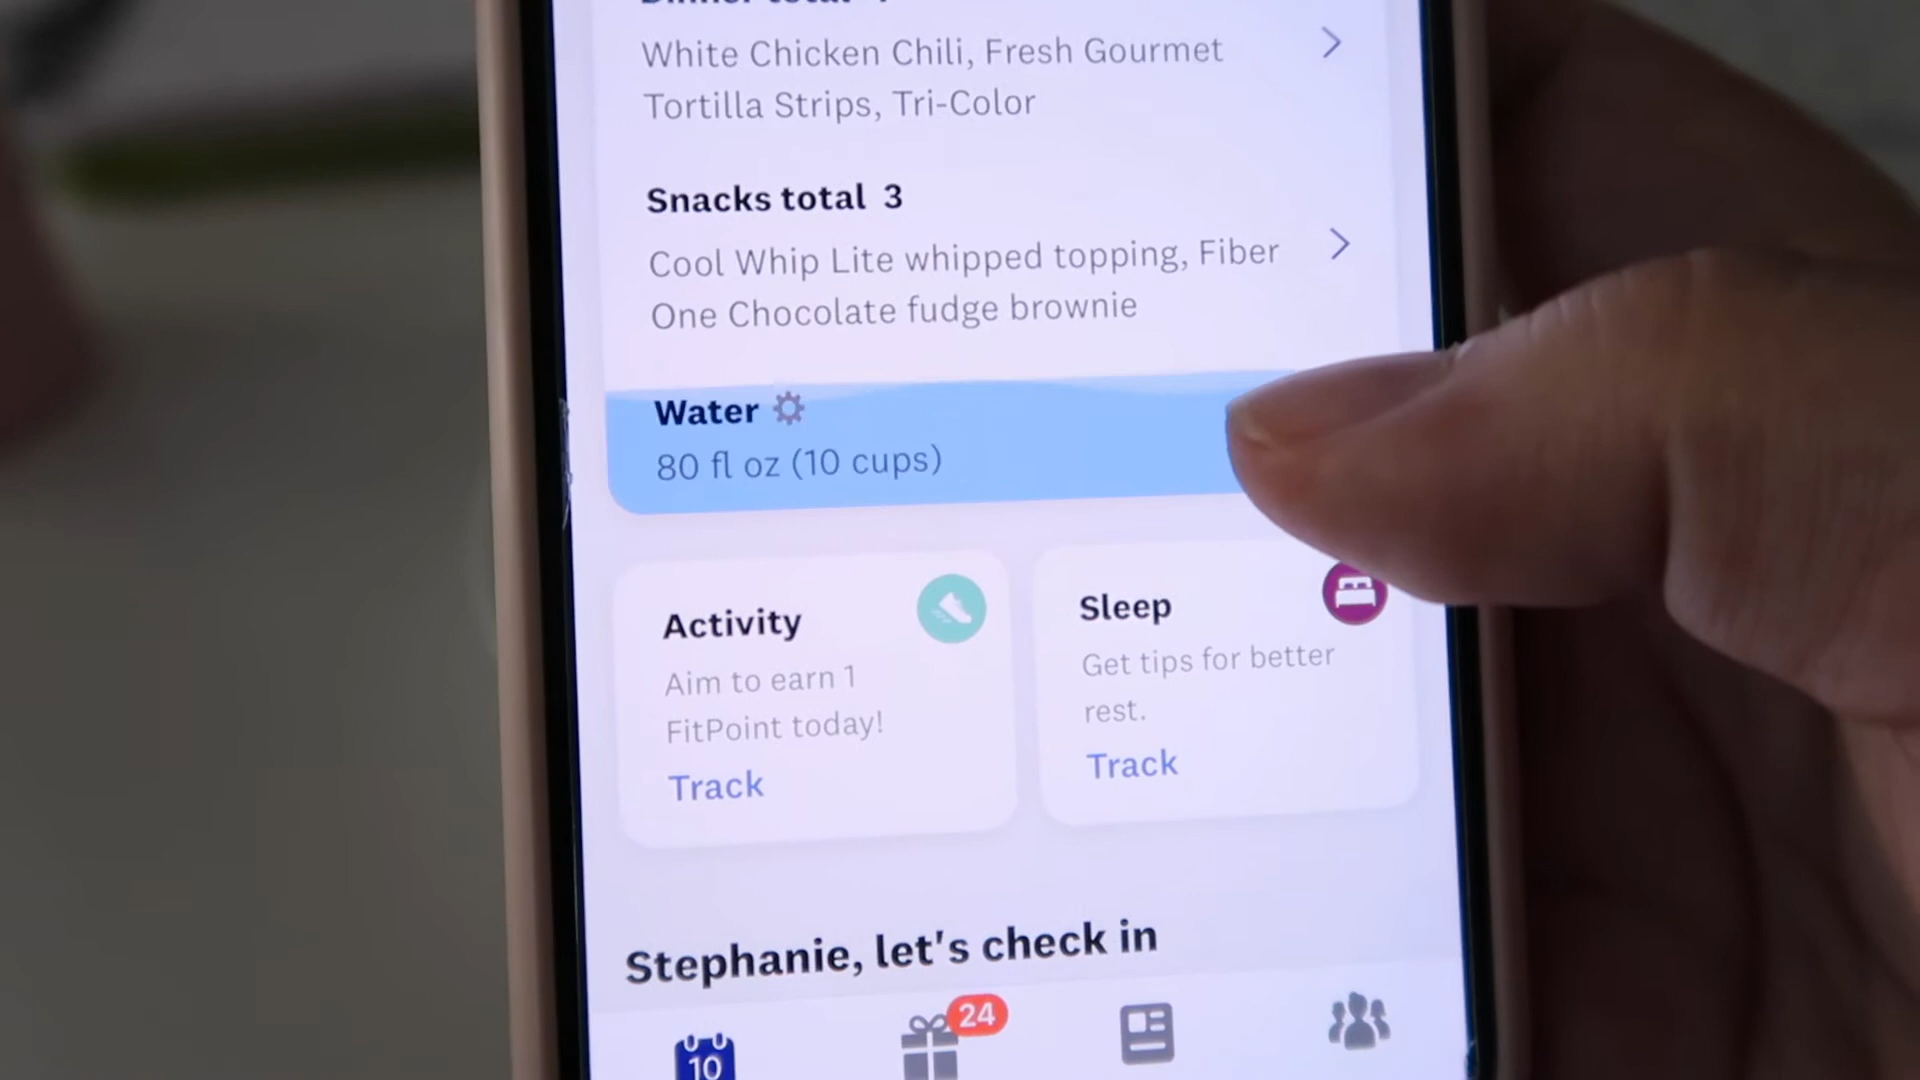 Dinner total
White Chicken Chili, Fresh Gourmet
Tortilla Strips, Tri-Color
Snacks total 3
Cool Whip Lite whipped topping, Fiber
One Chocolate fudge brownie
Water
80 fl oz (10 cups)
Activity
Aim to earn 1
FitPoint today!
Track
Sleep
Get tips for better
rest.
Track
Stephanie, let's check in
24
10